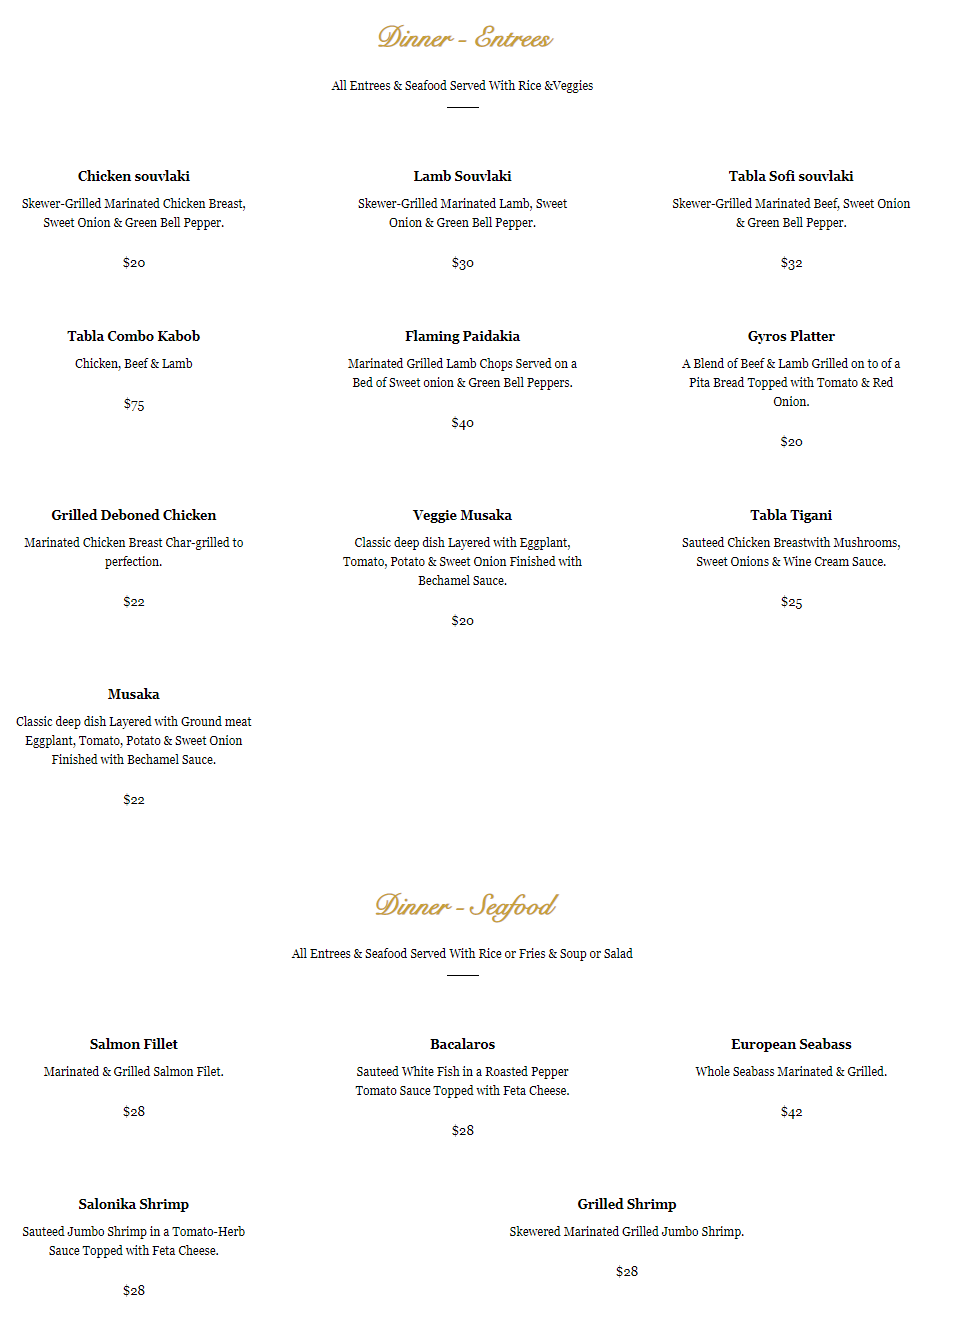 Dinner - Entrees
All Entrees & Seafood Served With Rice &Veggies
Chicken souvlaki
Skewer-Grilled Marinated Chicken Breast,
Sweet Onion & Green Bell Pepper.
$20
Lamb Souvlaki
Skewer-Grilled Marinated Lamb, Sweet
Onion & Green Bell Pepper.
$30
Tabla Sofi souvlaki
Skewer-Grilled Marinated Beef, Sweet Onion
& Green Bell Pepper.
$32
Tabla Combo Kabob
Chicken, Beef & Lamb
$75
Flaming Paidakia
Marinated Grilled Lamb Chops Served on a
Bed of Sweet onion & Green Bell Peppers.
$40
Gyros Platter
A Blend of Beef & Lamb Grilled on to of a
Pita Bread Topped with Tomato & Red
Onion.
$20
Grilled Deboned Chicken
Marinated Chicken Breast Char-grilled to
perfection.
$22
Veggie Musaka
Classic deep dish Layered with Eggplant,
Tomato, Potato & Sweet Onion Finished with
Bechamel Sauce.
$20
Tabla Tigani
Sauteed Chicken Breastwith Mushrooms,
Sweet Onions & Wine Cream Sauce.
$25
Musaka
Classic deep dish Layered with Ground meat
Eggplant, Tomato, Potato & Sweet Onion
Finished with Bechamel Sauce.
$22
Dinner - Seafood
All Entrees & Seafood Served With Rice or Fries & Soup or Salad
Salmon Fillet
Marinated & Grilled Salmon Filet.
$28
Bacalaros
Sauteed White Fish in a Roasted Pepper
Tomato Sauce Topped with Feta Cheese.
$28
European Seabass
Whole Seabass Marinated & Grilled.
$42
Salonika Shrimp
Sauteed Jumbo Shrimp in a Tomato-Herb
Sauce Topped with Feta Cheese.
$28
Grilled Shrimp
Skewered Marinated Grilled Jumbo Shrimp.
$28